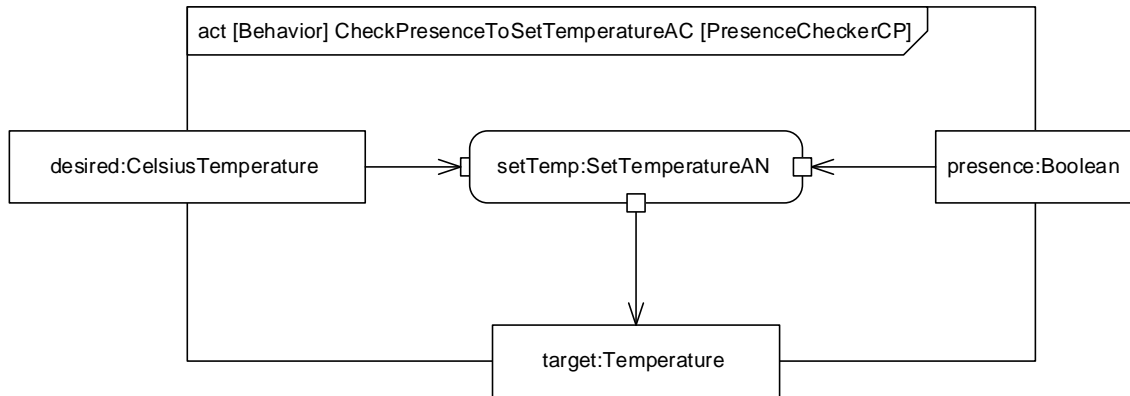 act [Behavior] CheckPresenceToSetTemperatureAC [PresenceCheckerCP]
desired:CelsiusTemperature
setTemp:SetTemperatureAN
presence:Boolean
target:Temperature